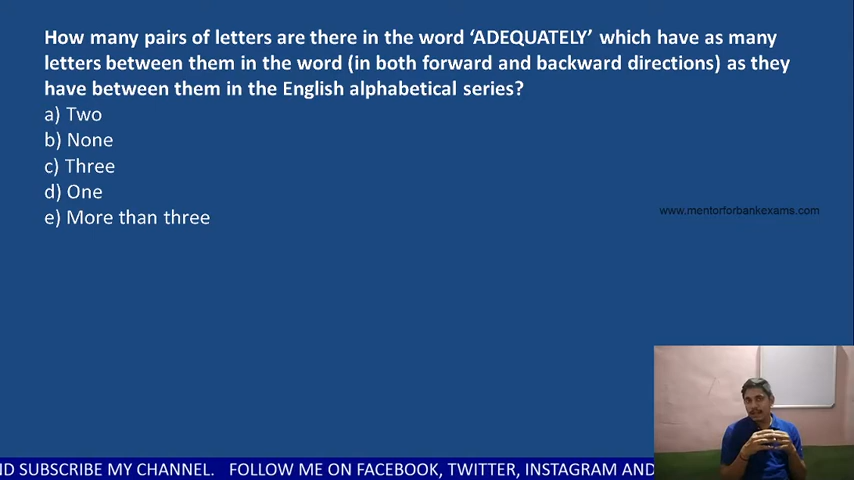 How many pairs of letters are there in the word ‘ADEQUATELY’ which have as many
letters between them in the word (in both forward and backward directions) as they
have between them in the English alphabetical series?
a) Two
b) None
c) Three
d) One
e) More than three
www.mentorforbankexams.com
ND SUBSCRIBE MY CHANNEL. FOLLOW ME ON FACEBOOK, TWITTER, INSTAGRAM AND